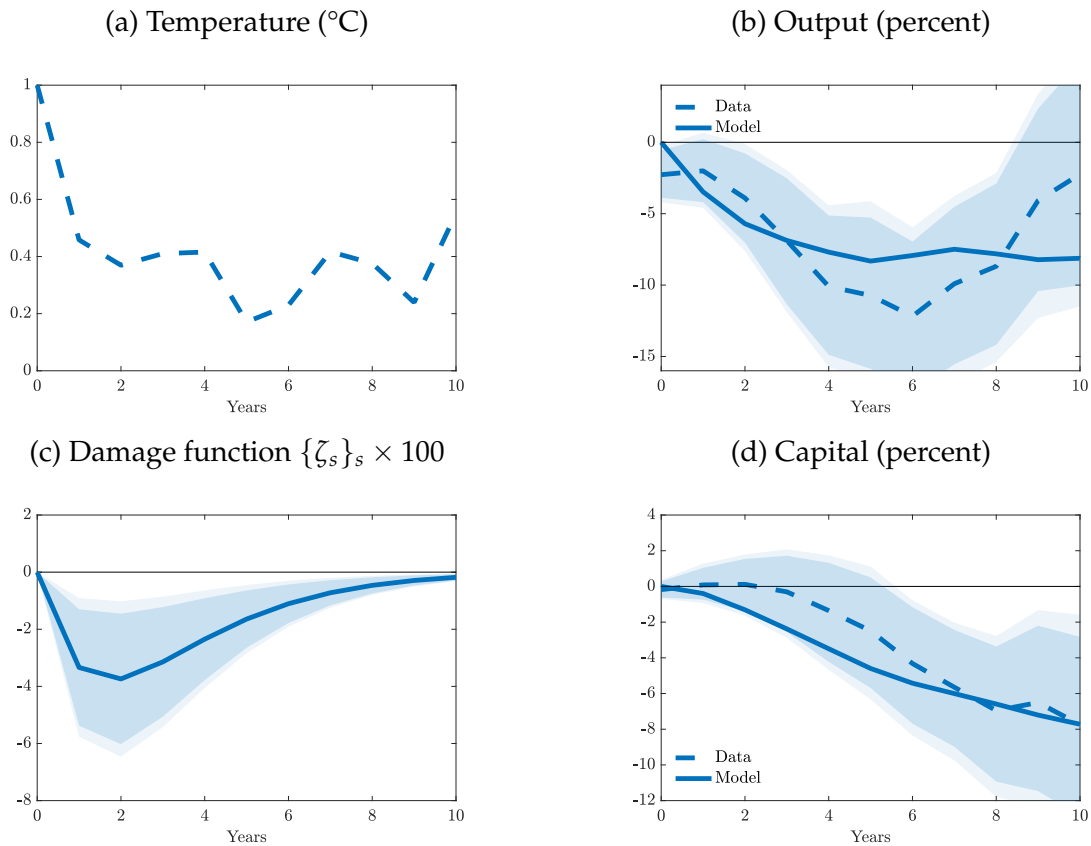 (a) Temperature (°C)
1
0.8
0.6
0.4
0.2
0
0 2 4 6 8 10
Years
(b) Output (percent)
Data
Model
0
-5
-10
-15
0 2 4 6 8 10
Years
(c) Damage function {ζₛ}ₛ × 100
2
0
-2
-4
-6
-8
0 2 4 6 8 10
Years
(d) Capital (percent)
4
2
0
-2
-4
-6
-8
-10
-12
Data
Model
0 2 4 6 8 10
Years